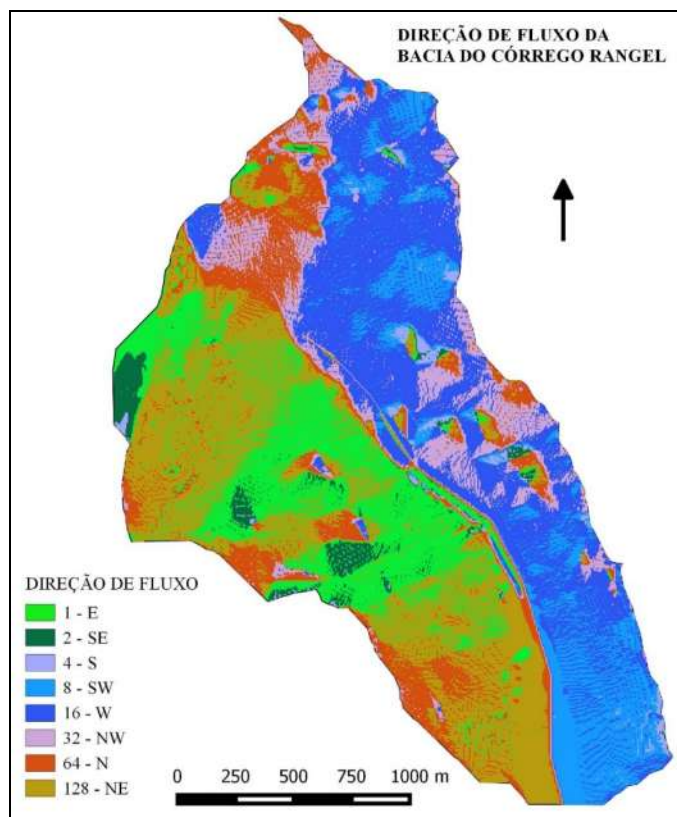 DIREÇÃO DE FLUXO DA
BACIA DO CÓRREGO RANGEL
DIREÇÃO DE FLUXO
1 - E
2 - SE
4 - S
8 - SW
16 - W
32 - NW
64 - N
128 - NE
0 250 500 750 1000 m